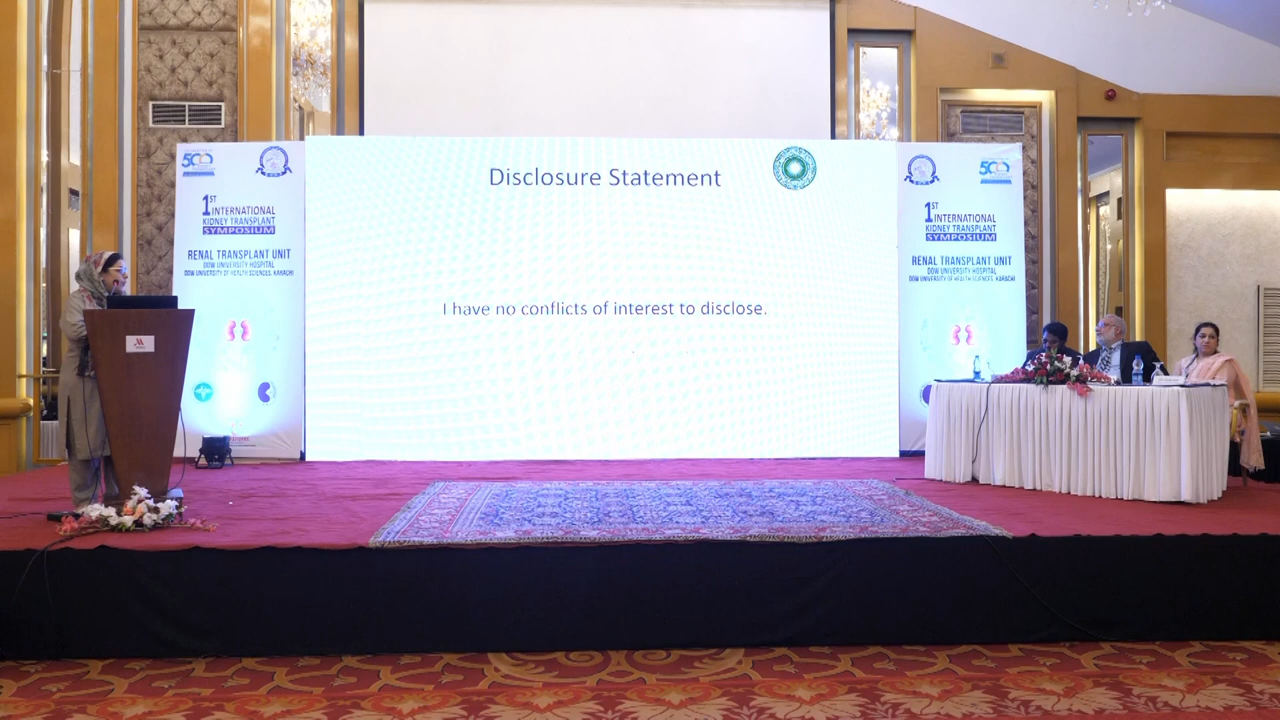 Disclosure Statement
I have no conflicts of interest to disclose.
500
1ST
INTERNATIONAL
KIDNEY TRANSPLANT
SYMPOSIUM
RENAL TRANSPLANT UNIT
DOW UNIVERSITY HOSPITAL
DOW UNIVERSITY OF HEALTH SCIENCES, KARACHI
500
1ST
INTERNATIONAL
KIDNEY TRANSPLANT
SYMPOSIUM
RENAL TRANSPLANT UNIT
DOW UNIVERSITY HOSPITAL
DOW UNIVERSITY OF HEALTH SCIENCES, KARACHI